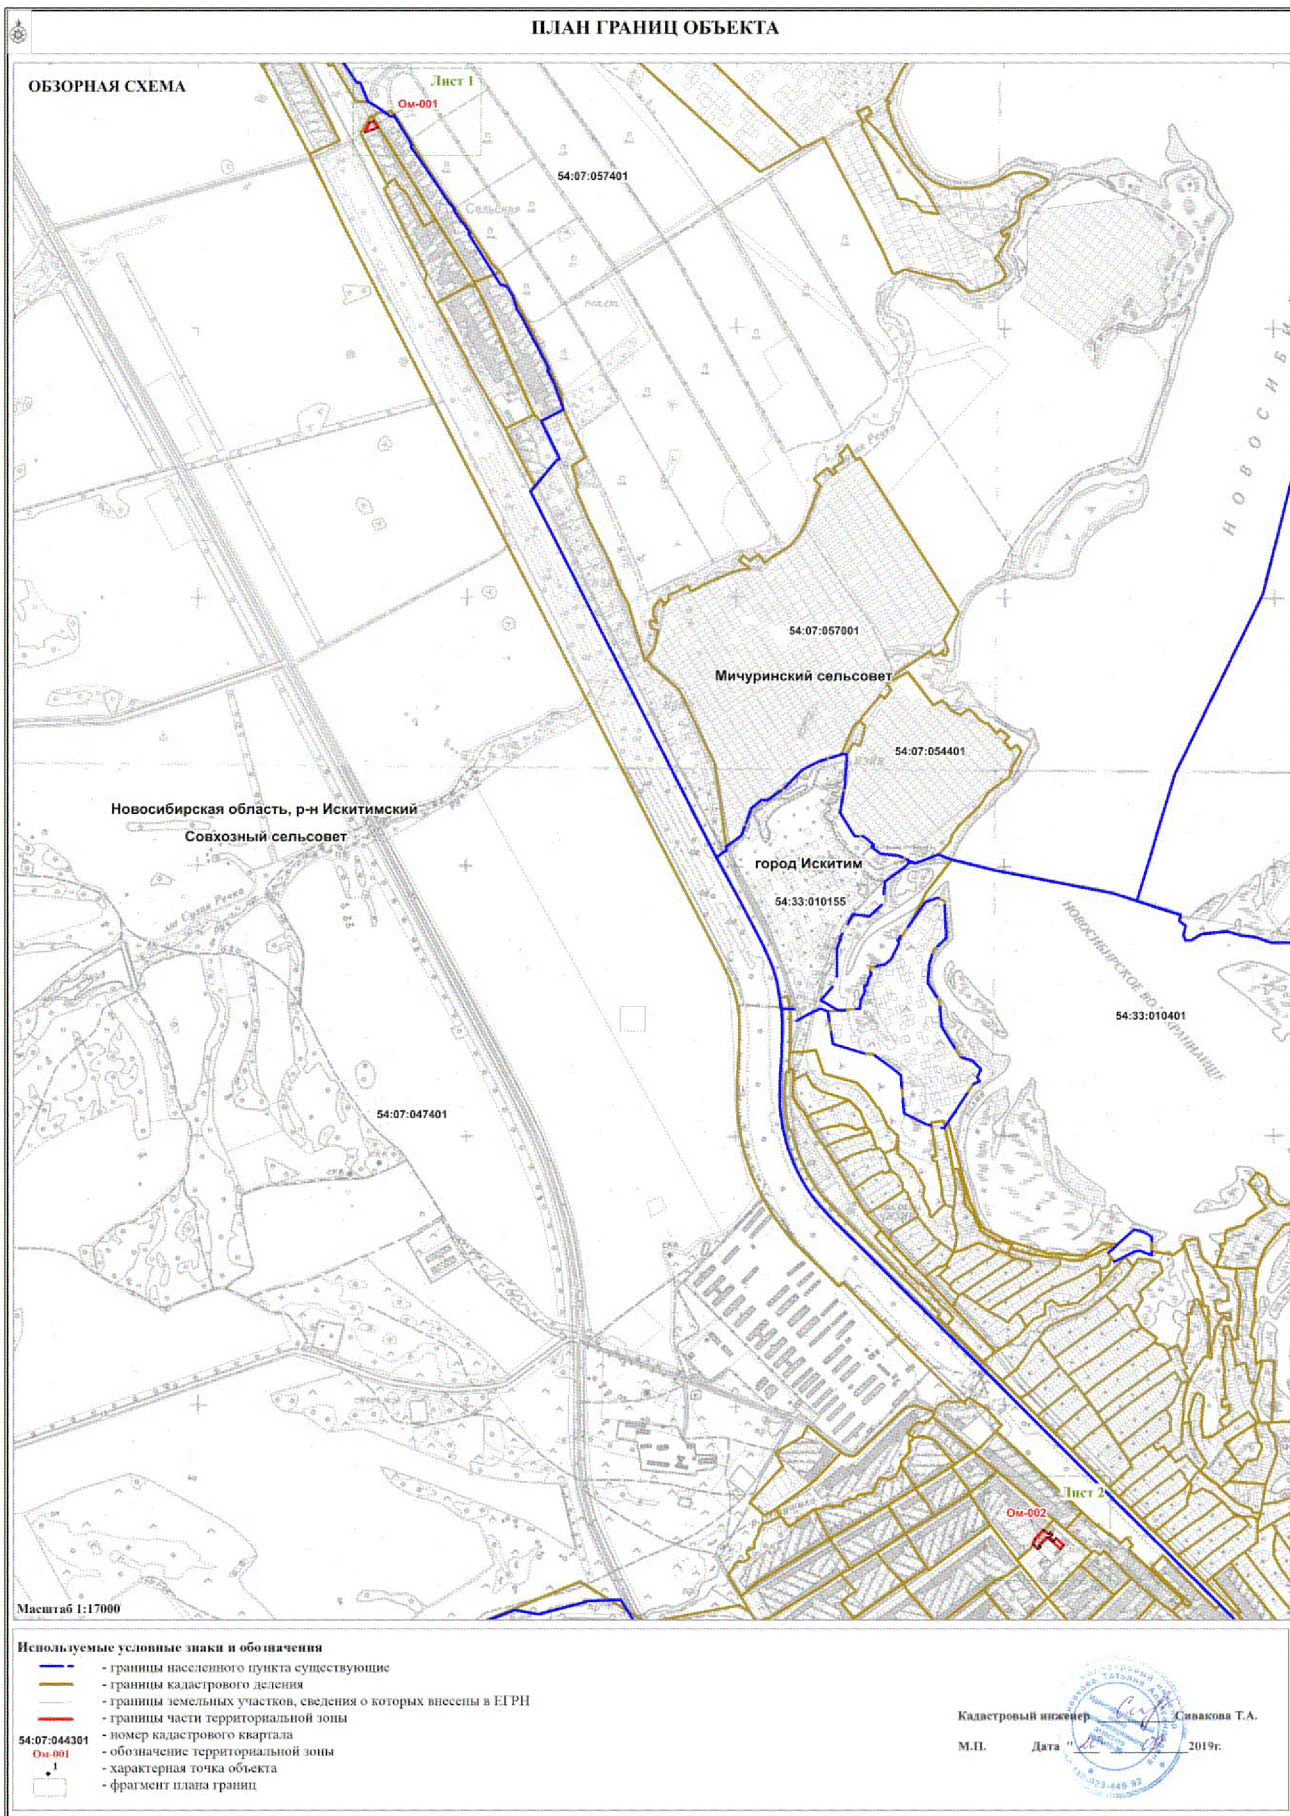 ПЛАН ГРАНИЦ ОБЪЕКТА
ОБЗОРНАЯ СХЕМА
Лист 1
Ом-001
54:07:057401
Сельская
НОВОСИБИ
54:07:057001
Мичуринский сельсовет
54:07:054401
Новосибирская область, р-н Искитимский
Совхозный сельсовет
город Искитим
54:33:010155
НОВОСИБИРСКОЕ ВОДОХРАНИЛИЩЕ
54:33:010401
54:07:047401
Лист 2
Ом-002
Масштаб 1:17000
Используемые условные знаки и обозначения
- границы населенного пункта существующие
- границы кадастрового деления
- границы земельных участков, сведения о которых внесены в ЕГРН
- границы части территориальной зоны
54:07:044301 - номер кадастрового квартала
Ом-001 - обозначение территориальной зоны
1 - характерная точка объекта
- фрагмент плана границ
Кадастровый инженер Сивакова Т.А.
М.П. Дата " " 2019г.